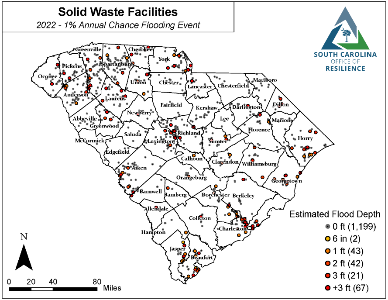 Solid Waste Facilities
2022 - 1% Annual Chance Flooding Event
SOUTH CAROLINA
OFFICE OF
RESILIENCE
Greenville
Cherokee
York
Pickens
Spartanburg
Oconee
Union
Chester
Lancaster
Chesterfield
Marlboro
Anderson
Laurens
Fairfield
Kershaw
Darlington
Dillon
Abbeville
Newberry
Lee
Marion
Greenwood
Florence
McCormick
Saluda
Lexington
Richland
Sumter
Horry
Edgefield
Calhoun
Clarendon
Williamsburg
Aiken
Orangeburg
Georgetown
Barnwell
Bamberg
Dorchester
Berkeley
Allendale
Colleton
Charleston
Hampton
Jasper
Beaufort
Estimated Flood Depth
0 ft (1,199)
6 in (2)
1 ft (43)
2 ft (42)
3 ft (21)
+3 ft (67)
N
0 20 40 80
Miles